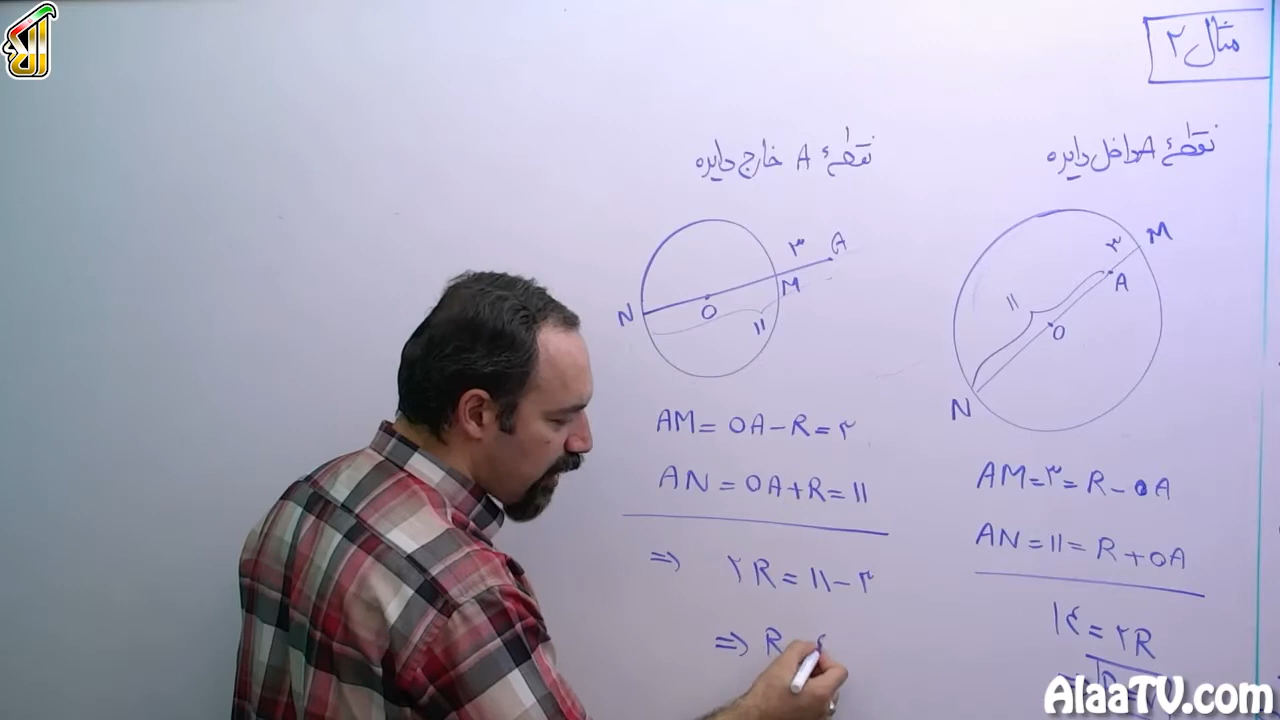 مثال ۲
نقطهٔ A داخل دایره
M
۳
A
۱۱
O
N
AM=۳=R-OA
AN=۱۱=R+OA
۱۴=۲R
نقطهٔ A خارج دایره
A
۳
M
O
N
۱۱
AM=OA-R=۳
AN=OA+R=۱۱
⇒ ۲R=۱۱-۳
⇒ R
آلاء
AlaaTV.com